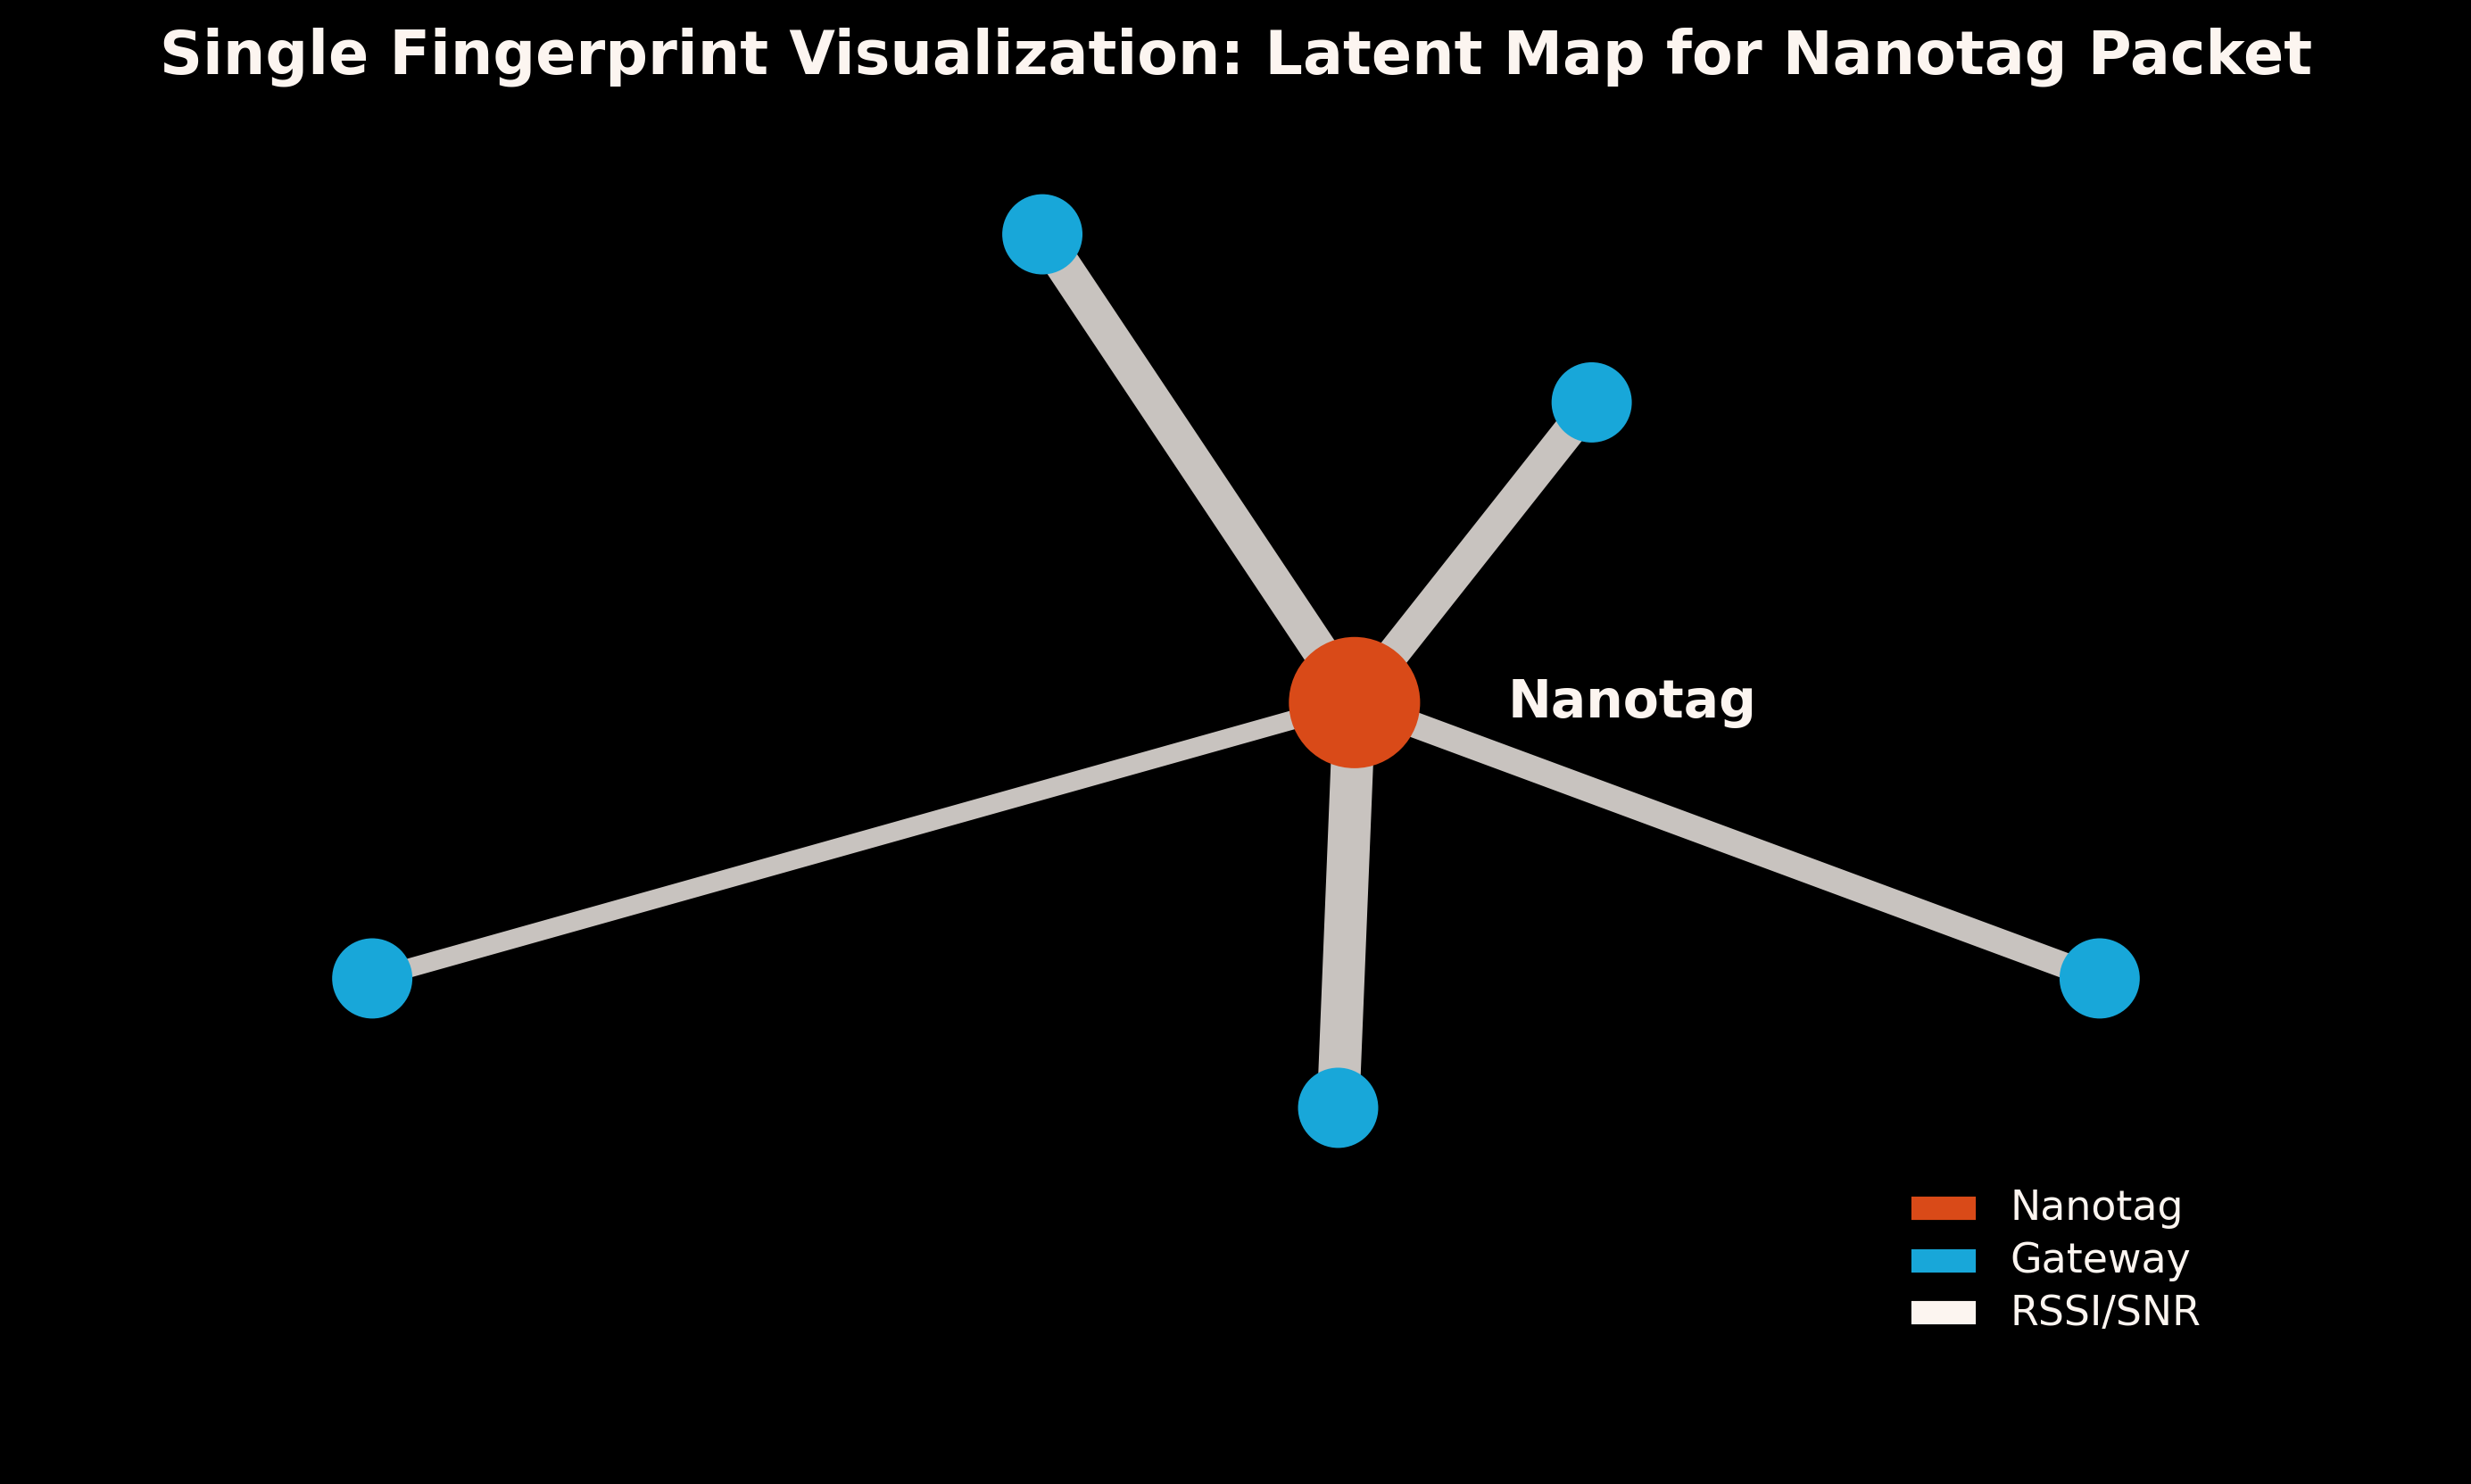 Single Fingerprint Visualization: Latent Map for Nanotag Packet
Nanotag
Nanotag
Gateway
RSSI/SNR